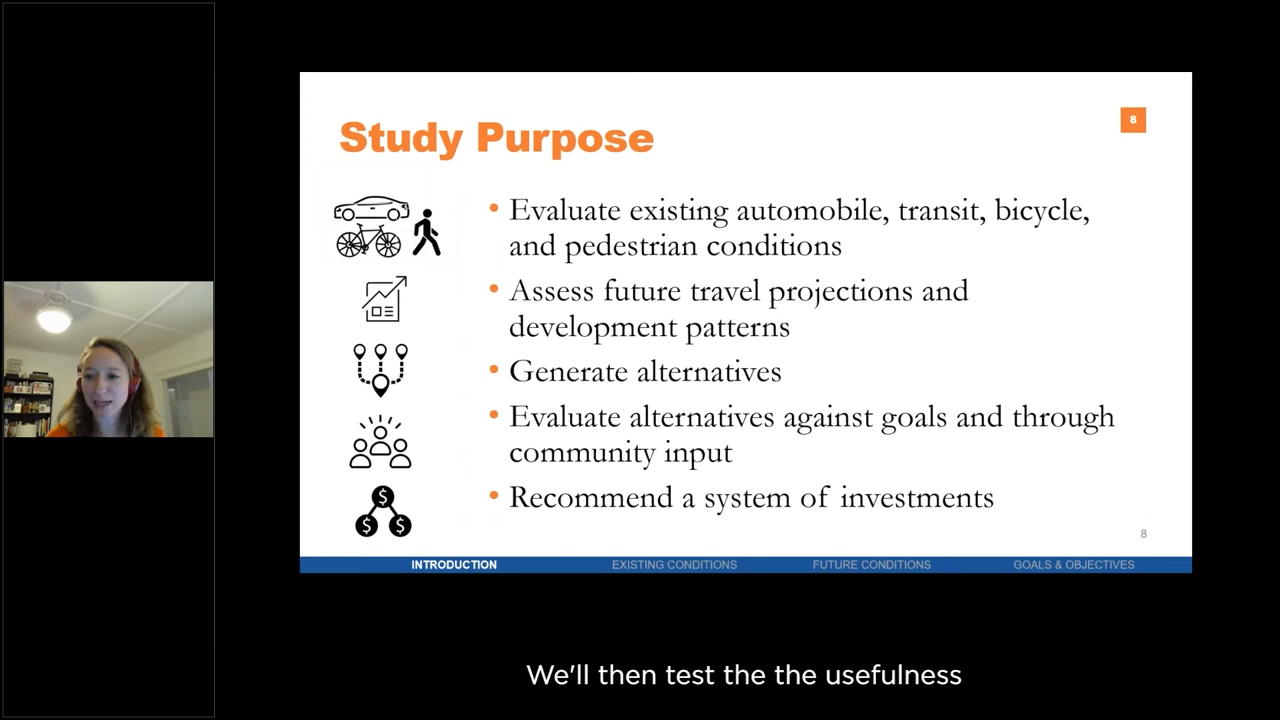 Study Purpose
8
• Evaluate existing automobile, transit, bicycle,
and pedestrian conditions
• Assess future travel projections and
development patterns
• Generate alternatives
• Evaluate alternatives against goals and through
community input
• Recommend a system of investments
$
$ $
8
INTRODUCTION EXISTING CONDITIONS FUTURE CONDITIONS GOALS & OBJECTIVES
We'll then test the the usefulness